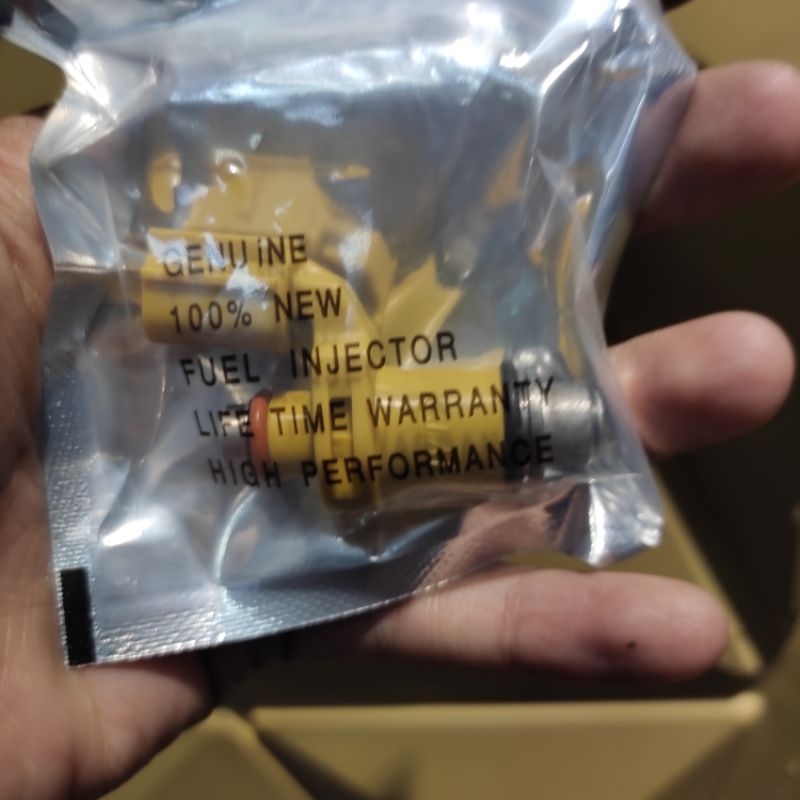 GENUINE
100% NEW
FUEL INJECTOR
LIFE TIME WARRANTY
HIGH PERFORMANCE